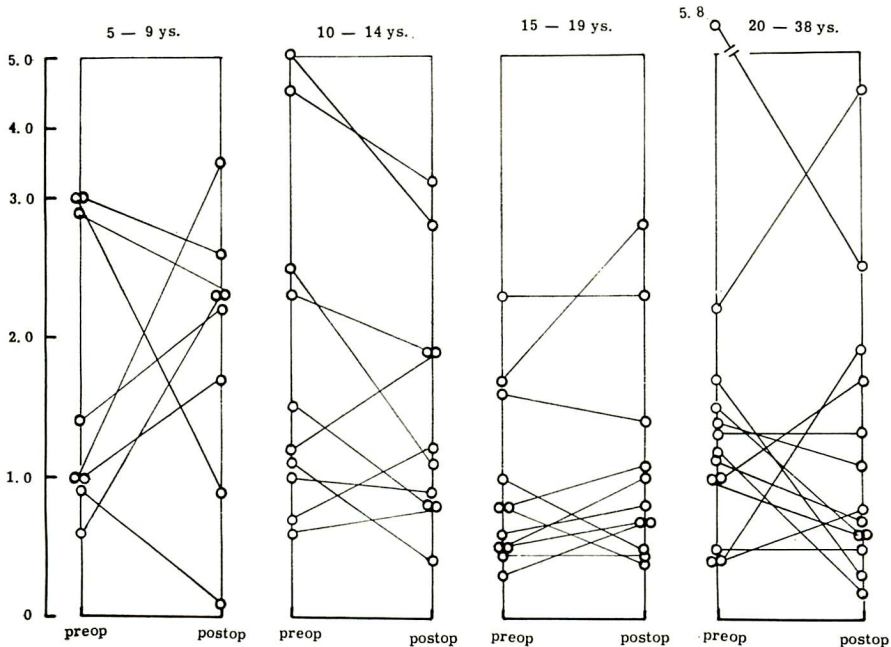 5 — 9 ys.
10 — 14 ys.
15 — 19 ys.
20 — 38 ys.
5.8
5.0
4.0
3.0
2.0
1.0
0
preop postop
preop postop
preop postop
preop postop